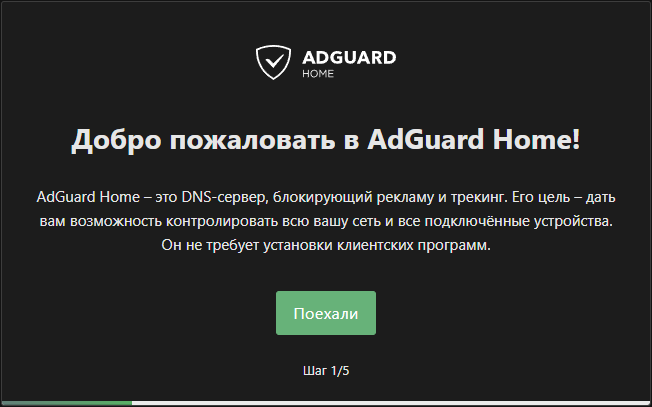 ADGUARD
HOME
Добро пожаловать в AdGuard Home!
AdGuard Home – это DNS-сервер, блокирующий рекламу и трекинг. Его цель – дать
вам возможность контролировать всю вашу сеть и все подключённые устройства.
Он не требует установки клиентских программ.
Поехали
Шаг 1/5